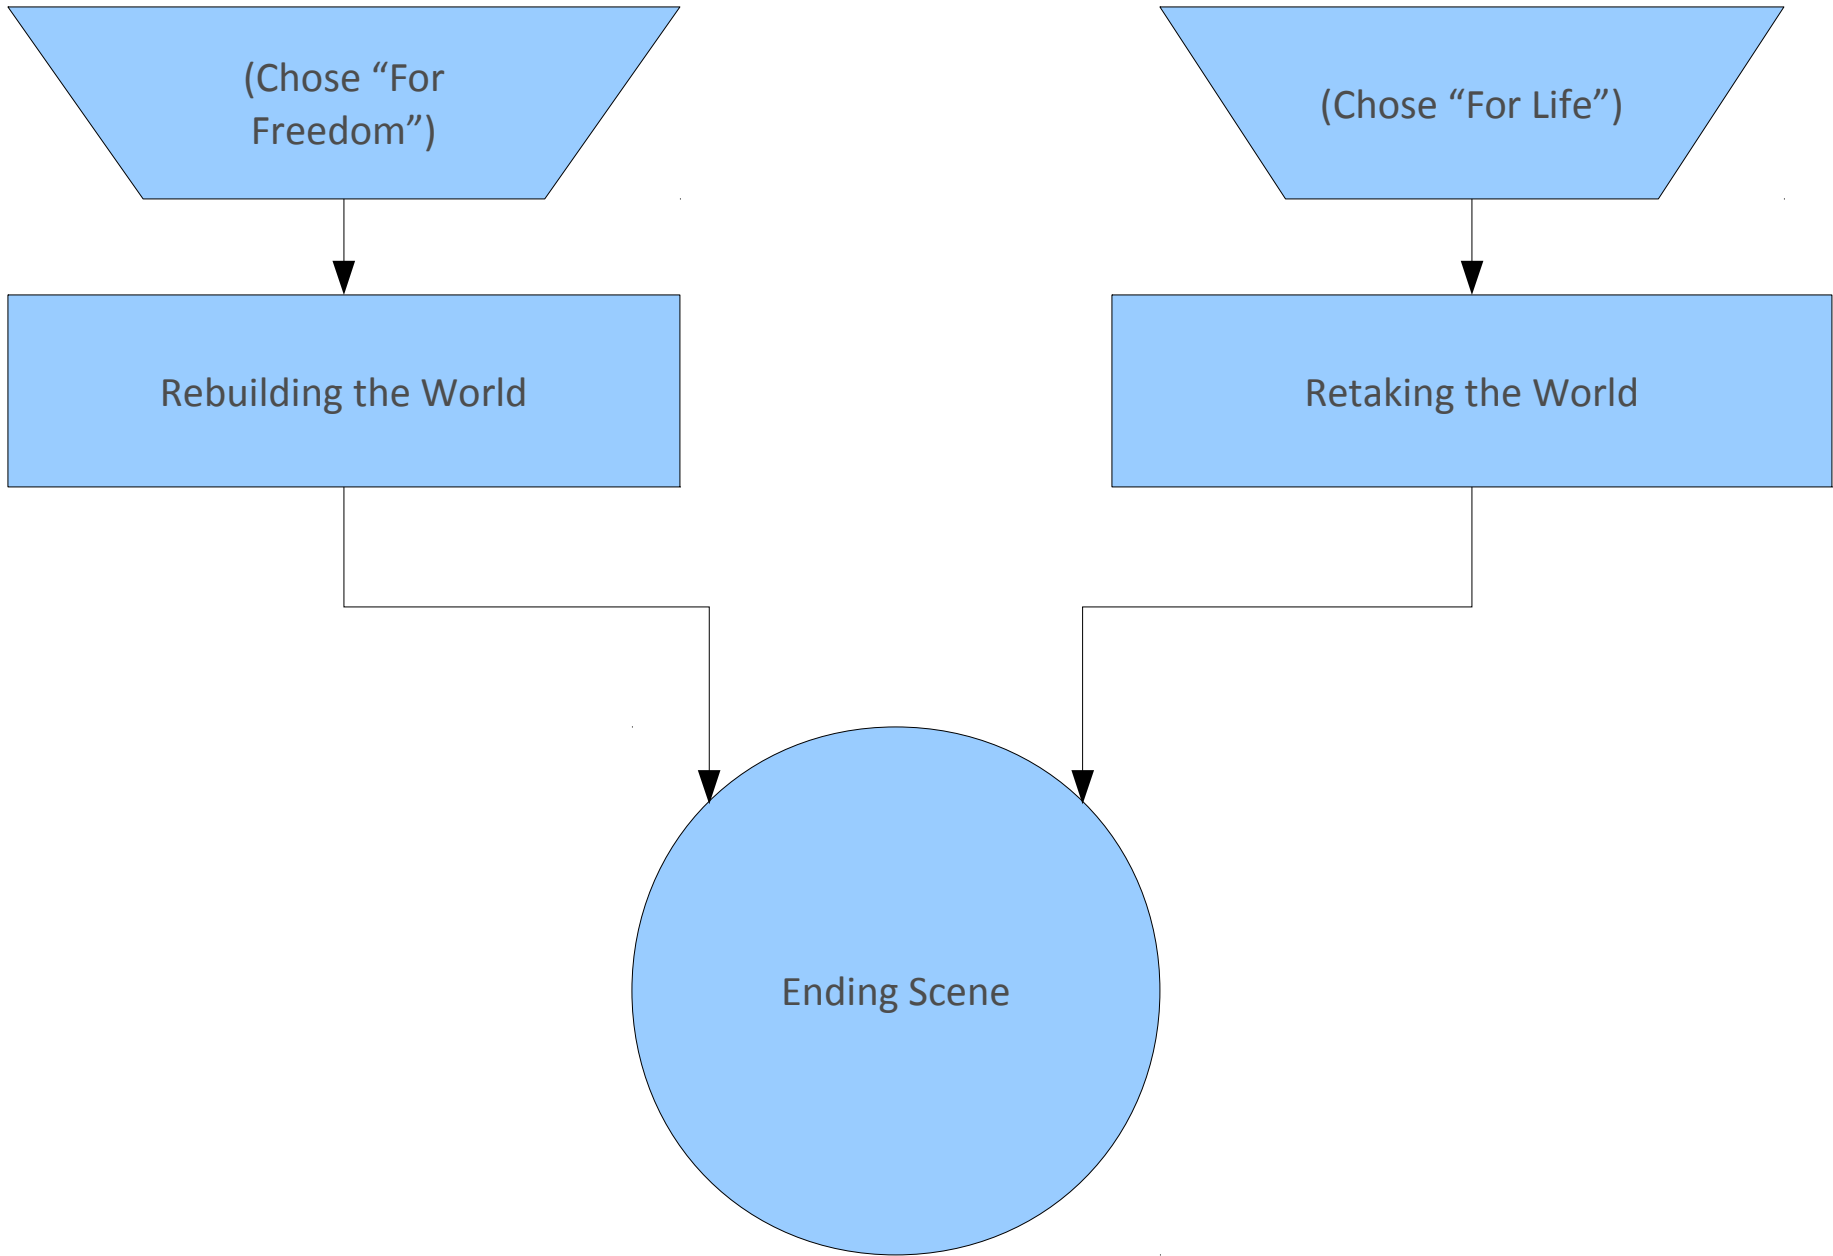 (Chose “For
Freedom”)
(Chose “For Life”)
Rebuilding the World
Retaking the World
Ending Scene